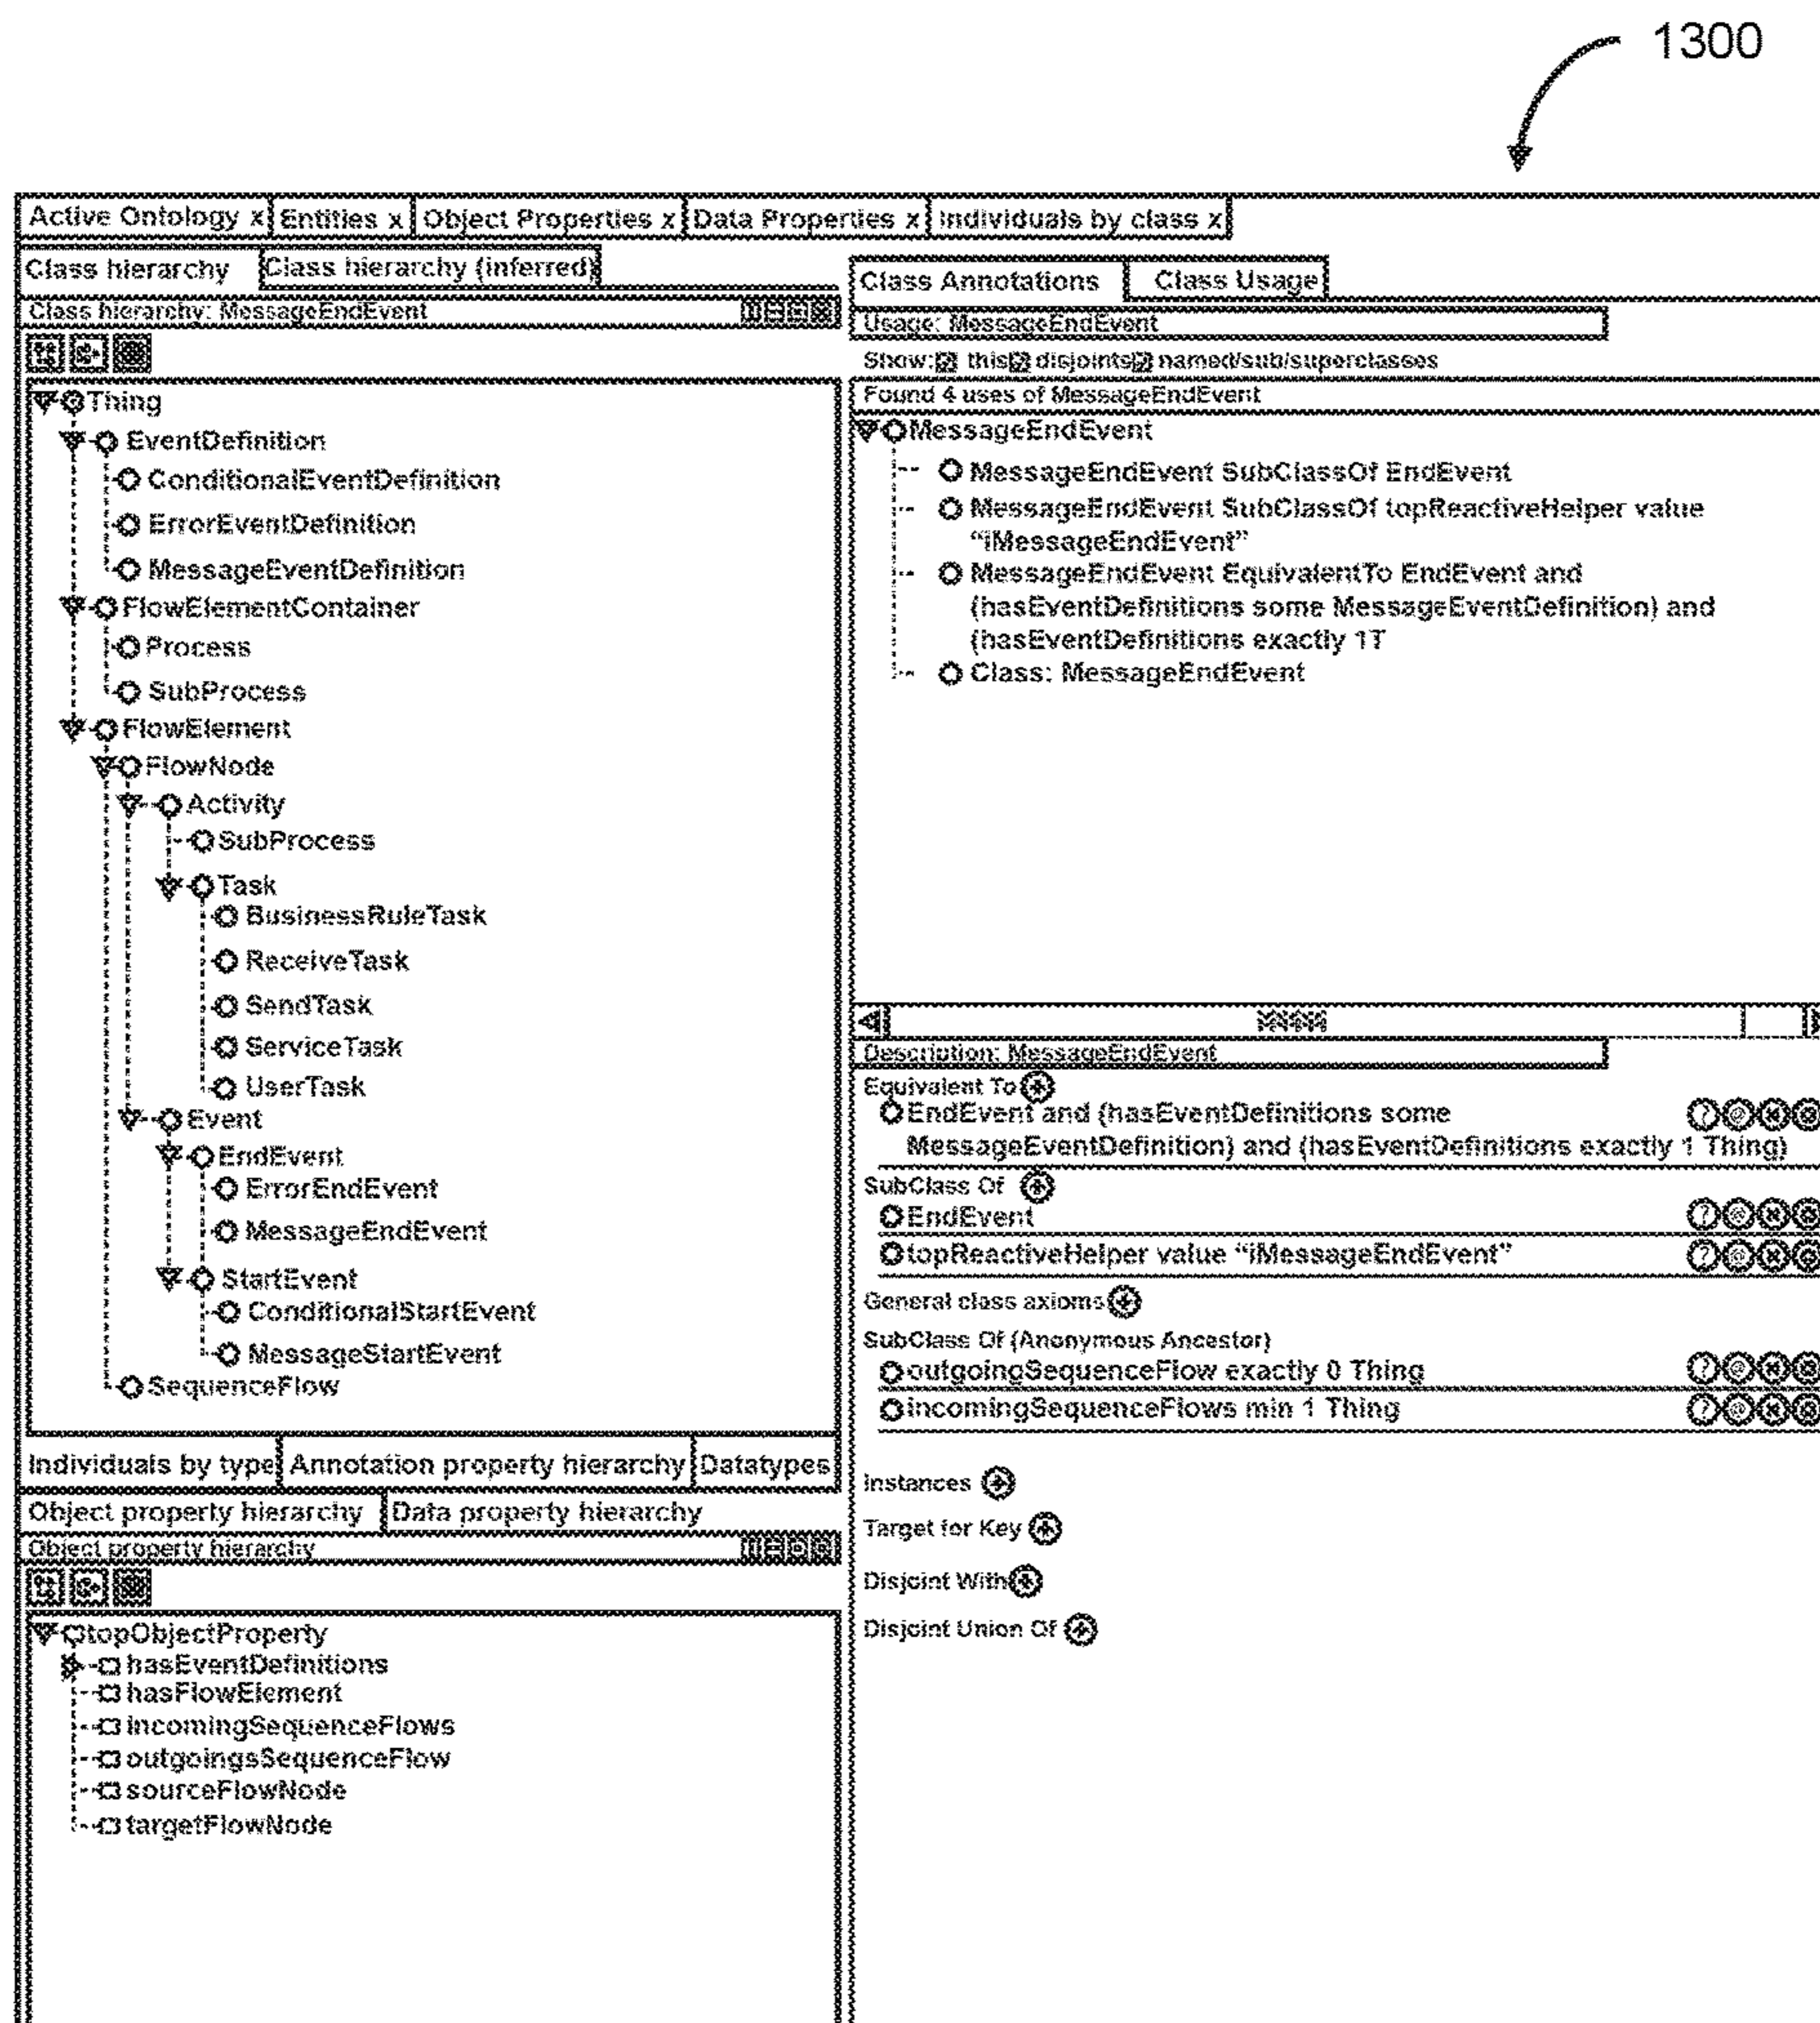 1300
Active Ontology x Entities x Object Properties x Data Properties x Individuals by class x
Class hierarchy Class hierarchy (inferred)
Class hierarchy: MessageEndEvent
Thing
EventDefinition
ConditionalEventDefinition
ErrorEventDefinition
MessageEventDefinition
FlowElementContainer
Process
SubProcess
FlowElement
FlowNode
Activity
SubProcess
Task
BusinessRuleTask
ReceiveTask
SendTask
ServiceTask
UserTask
Event
EndEvent
ErrorEndEvent
MessageEndEvent
StartEvent
ConditionalStartEvent
MessageStartEvent
SequenceFlow
Individuals by type Annotation property hierarchy Datatypes
Object property hierarchy Data property hierarchy
Object property hierarchy
topObjectProperty
hasEventDefinitions
hasFlowElement
incomingSequenceFlows
outgoingsSequenceFlow
sourceFlowNode
targetFlowNode
Class Annotations Class Usage
Usage: MessageEndEvent
Show: this disjoints named/sub/superclasses
Found 4 uses of MessageEndEvent
MessageEndEvent
MessageEndEvent SubClassOf EndEvent
MessageEndEvent SubClassOf topReactiveHelper value
“iMessageEndEvent”
MessageEndEvent EquivalentTo EndEvent and
(hasEventDefinitions some MessageEventDefinition) and
(hasEventDefinitions exactly 1T
Class: MessageEndEvent
Description: MessageEndEvent
Equivalent To
EndEvent and (hasEventDefinitions some
MessageEventDefinition) and (hasEventDefinitions exactly 1 Thing)
SubClass Of
EndEvent
topReactiveHelper value “iMessageEndEvent”
General class axioms
SubClass Of (Anonymous Ancestor)
outgoingSequenceFlow exactly 0 Thing
incomingSequenceFlows min 1 Thing
Instances
Target for Key
Disjoint With
Disjoint Union Of